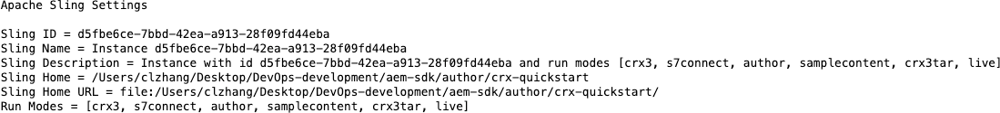 Apache Sling Settings
Sling ID = d5fbe6ce-7bbd-42ea-a913-28f09fd44eba
Sling Name = Instance d5fbe6ce-7bbd-42ea-a913-28f09fd44eba
Sling Description = Instance with id d5fbe6ce-7bbd-42ea-a913-28f09fd44eba and run modes [crx3, s7connect, author, samplecontent, crx3tar, live]
Sling Home = /Users/clzhang/Desktop/DevOps-development/aem-sdk/author/crx-quickstart
Sling Home URL = file:/Users/clzhang/Desktop/DevOps-development/aem-sdk/author/crx-quickstart/
Run Modes = [crx3, s7connect, author, samplecontent, crx3tar, live]